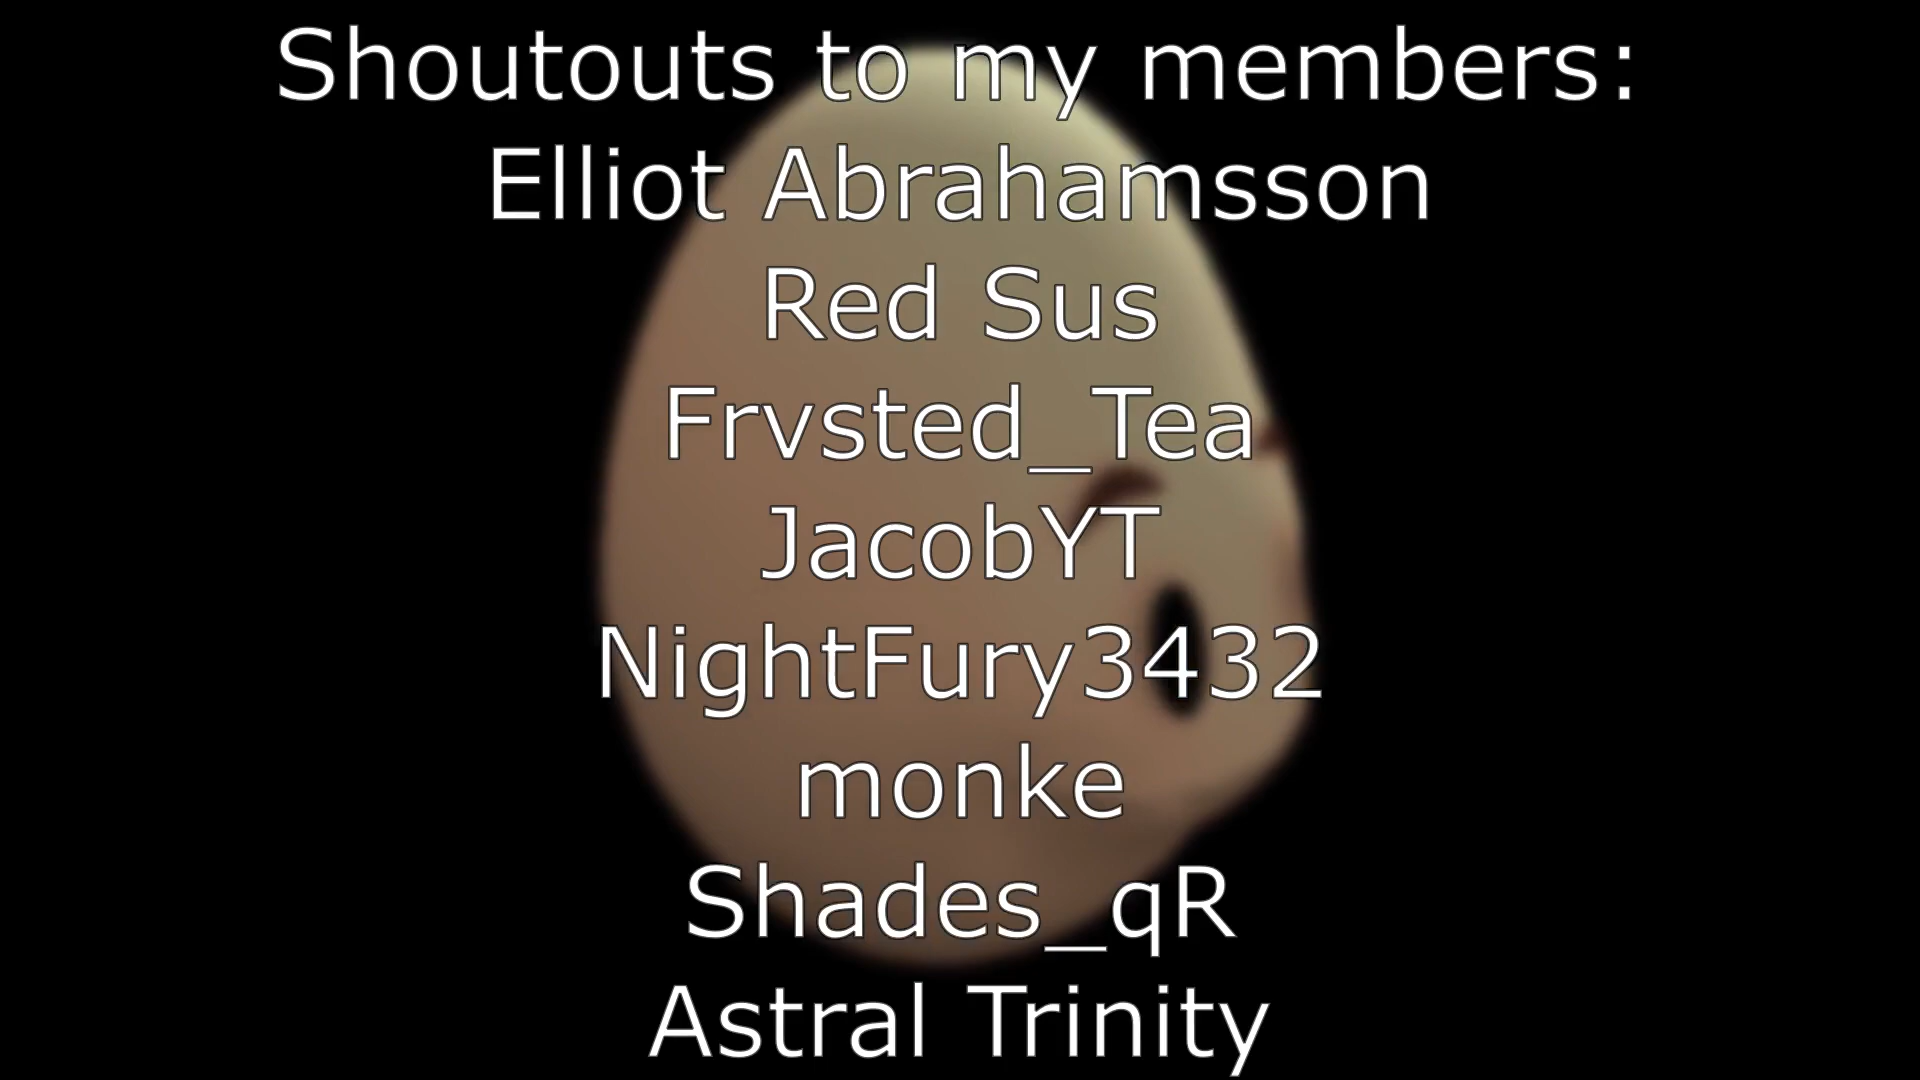 Shoutouts to my members:
Elliot Abrahamsson
Red Sus
Frvsted_Tea
JacobYT
NightFury3432
monke
Shades_qR
Astral Trinity